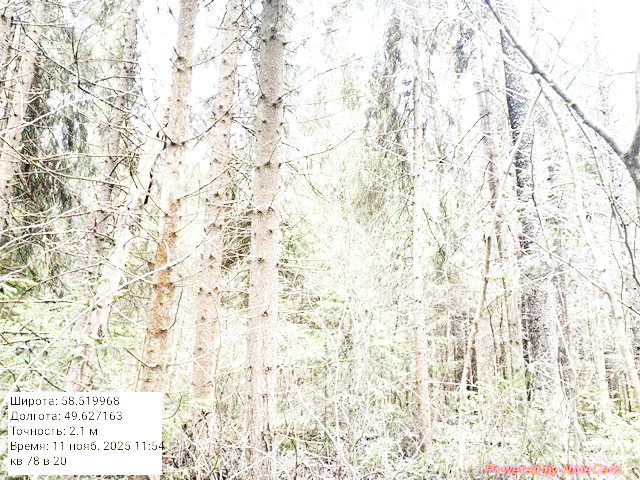 Широта: 58.519968
Долгота: 49.627163
Точность: 2.1 м
Время: 11 нояб. 2025 11:54
кв 78 в 20
Powered by NoteCam